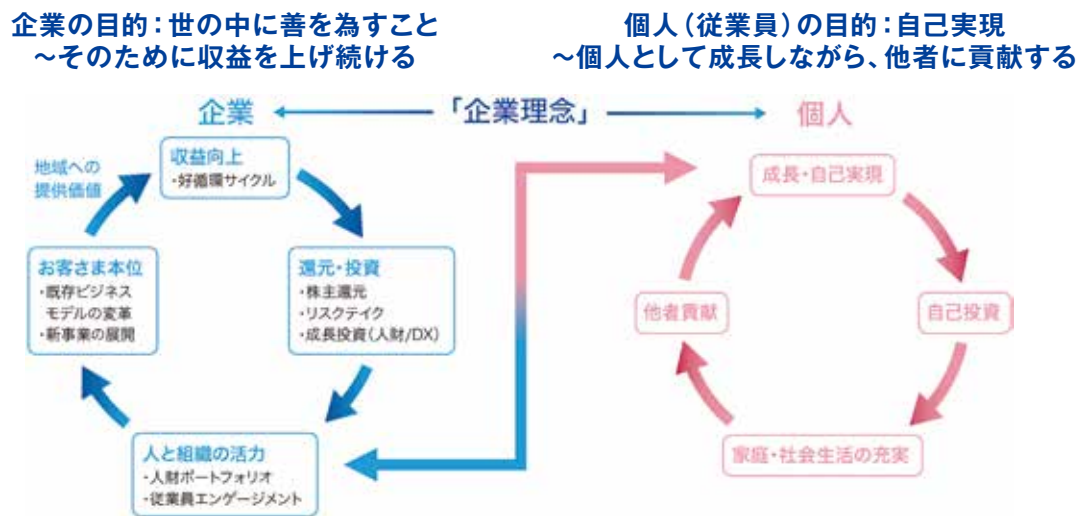 企業の目的：世の中に善を為すこと
～そのために収益を上げ続ける
個人（従業員）の目的：自己実現
～個人として成長しながら、他者に貢献する
企業
「企業理念」
個人
地域への
提供価値
収益向上
・好循環サイクル
お客さま本位
・既存ビジネス
モデルの変革
・新事業の展開
還元・投資
・株主還元
・リスクテイク
・成長投資（人財/DX）
人と組織の活力
・人財ポートフォリオ
・従業員エンゲージメント
成長・自己実現
他者貢献
自己投資
家庭・社会生活の充実